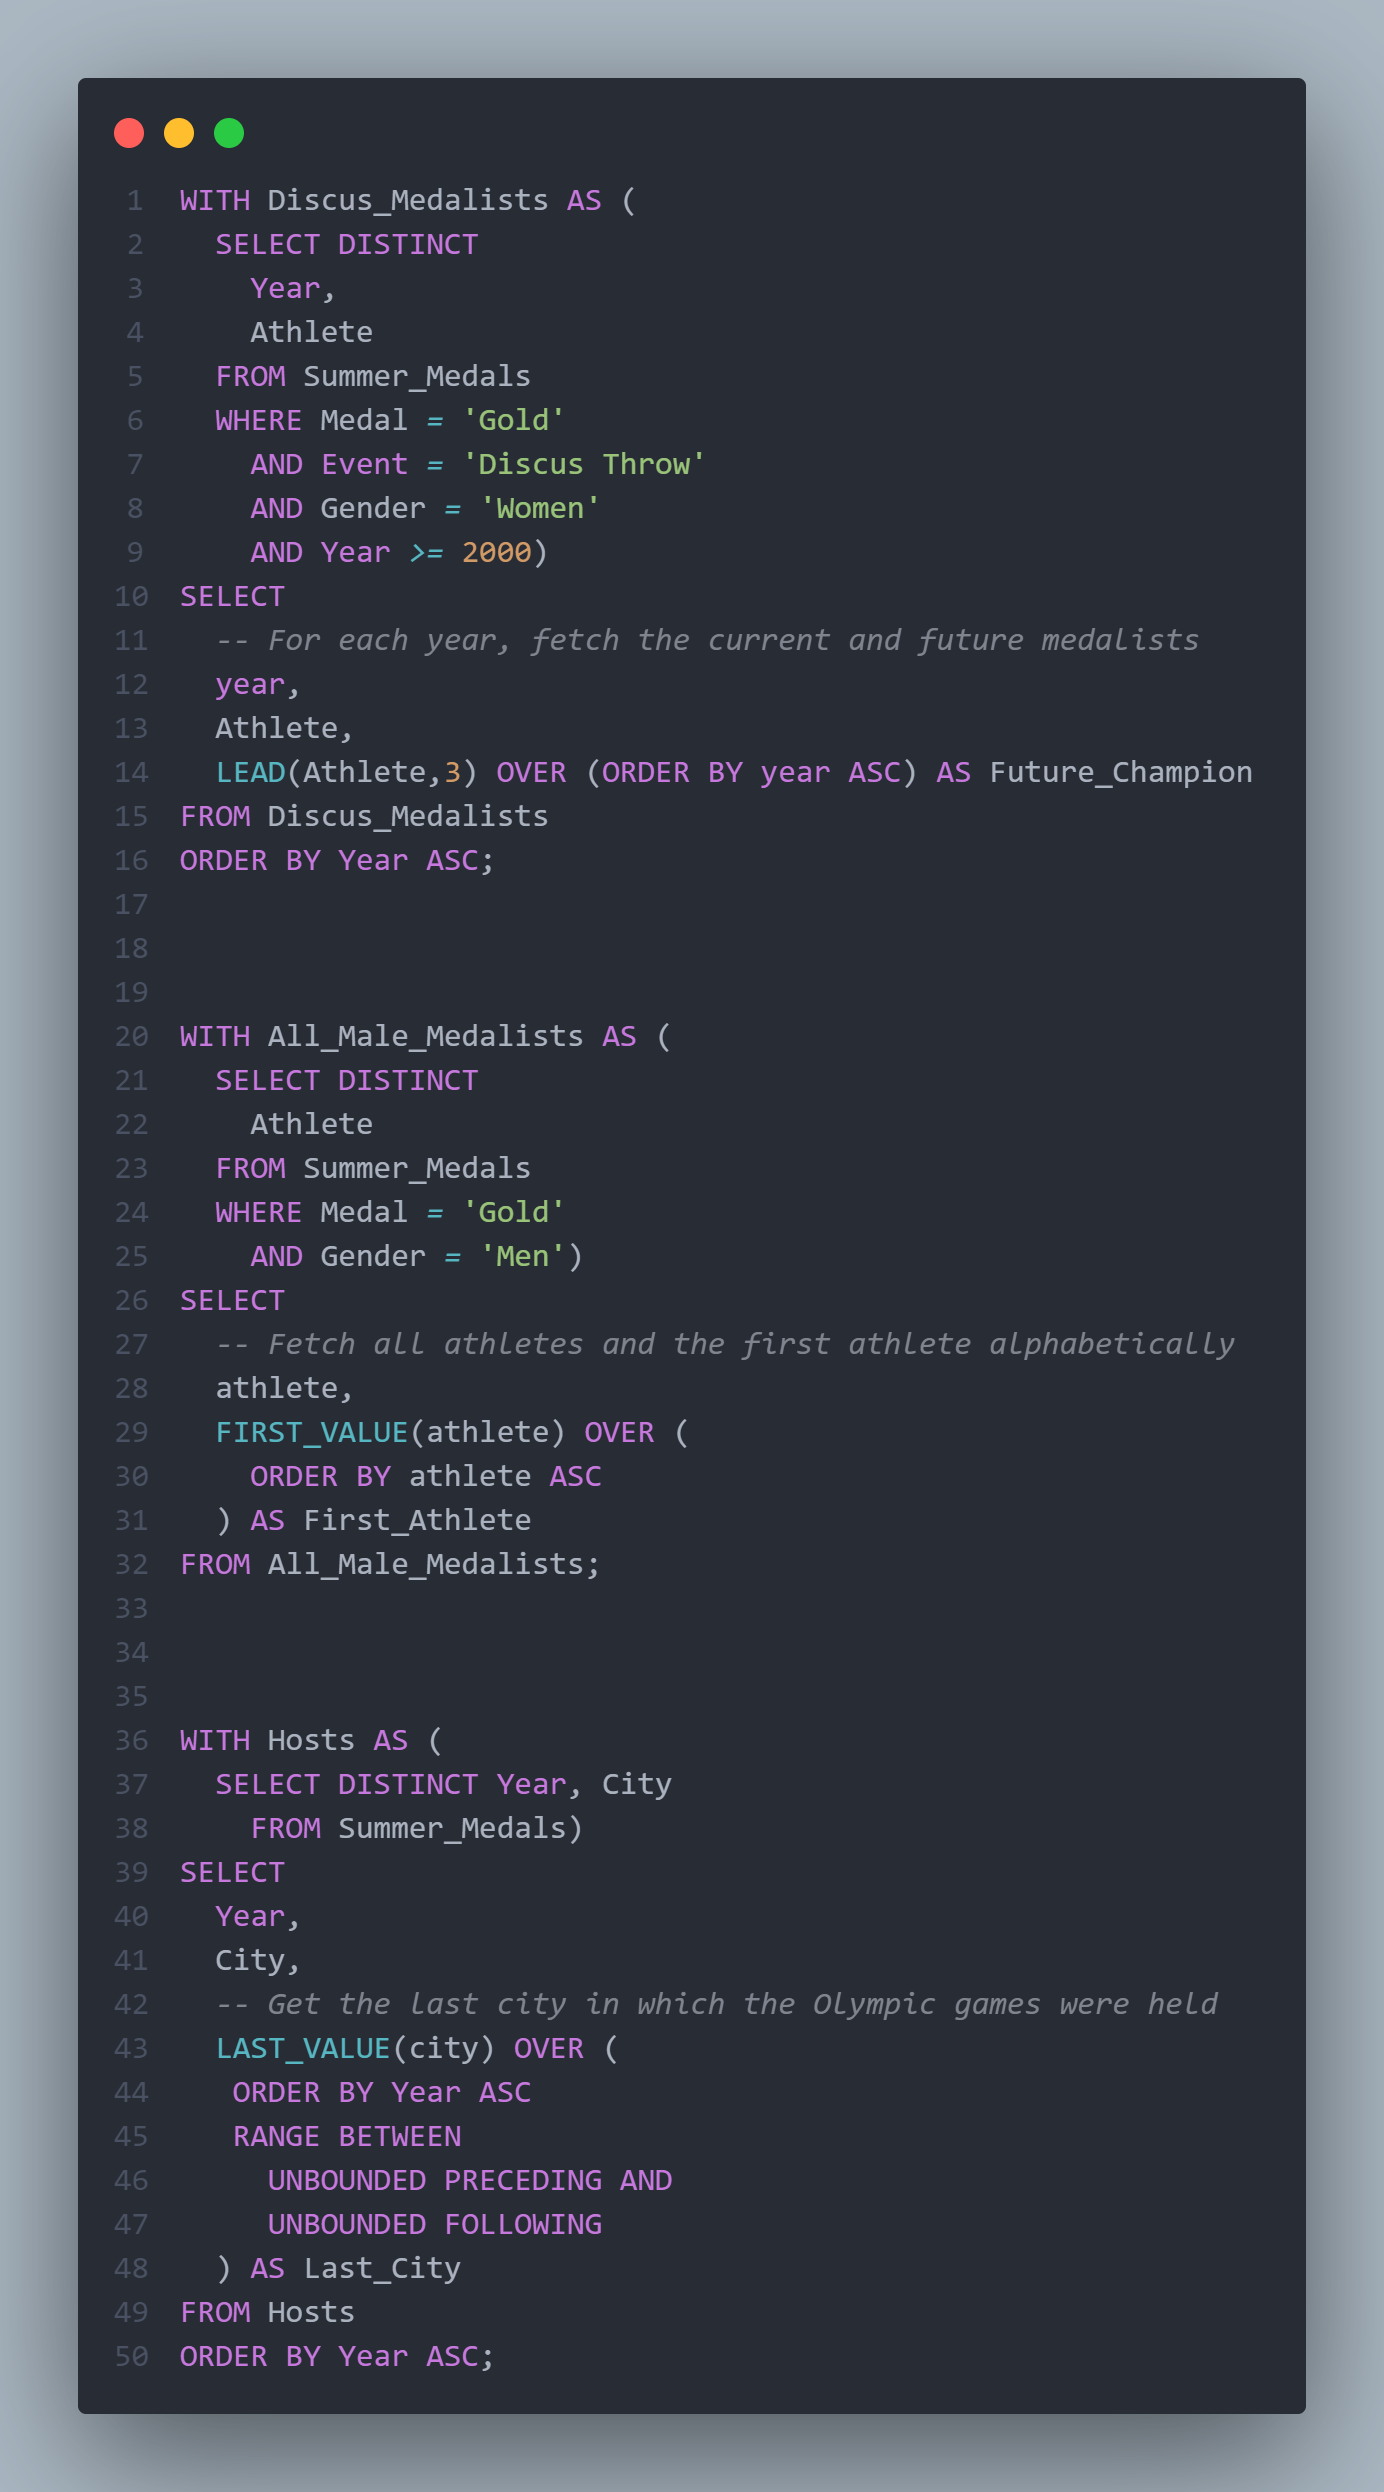 1 WITH Discus_Medalists AS (
2   SELECT DISTINCT
3     Year,
4     Athlete
5   FROM Summer_Medals
6   WHERE Medal = 'Gold'
7     AND Event = 'Discus Throw'
8     AND Gender = 'Women'
9     AND Year >= 2000)
10 SELECT
11   -- For each year, fetch the current and future medalists
12   year,
13   Athlete,
14   LEAD(Athlete,3) OVER (ORDER BY year ASC) AS Future_Champion
15 FROM Discus_Medalists
16 ORDER BY Year ASC;
17
18
19
20 WITH All_Male_Medalists AS (
21   SELECT DISTINCT
22     Athlete
23   FROM Summer_Medals
24   WHERE Medal = 'Gold'
25     AND Gender = 'Men')
26 SELECT
27   -- Fetch all athletes and the first athlete alphabetically
28   athlete,
29   FIRST_VALUE(athlete) OVER (
30     ORDER BY athlete ASC
31   ) AS First_Athlete
32 FROM All_Male_Medalists;
33
34
35
36 WITH Hosts AS (
37   SELECT DISTINCT Year, City
38     FROM Summer_Medals)
39 SELECT
40   Year,
41   City,
42   -- Get the last city in which the Olympic games were held
43   LAST_VALUE(city) OVER (
44    ORDER BY Year ASC
45    RANGE BETWEEN
46      UNBOUNDED PRECEDING AND
47      UNBOUNDED FOLLOWING
48   ) AS Last_City
49 FROM Hosts
50 ORDER BY Year ASC;